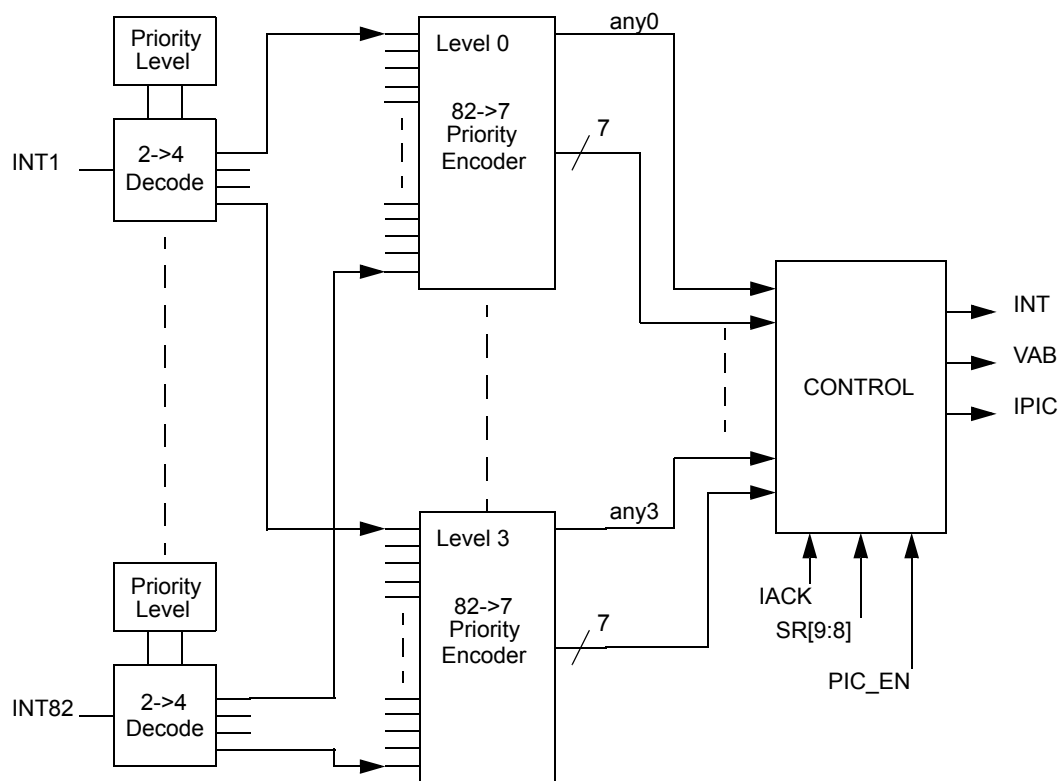 Priority
Level
INT1
2->4
Decode
Level 0
82->7
Priority
Encoder
any0
7
CONTROL
INT
VAB
IPIC
Priority
Level
INT82
2->4
Decode
Level 3
82->7
Priority
Encoder
any3
7
IACK
SR[9:8]
PIC_EN